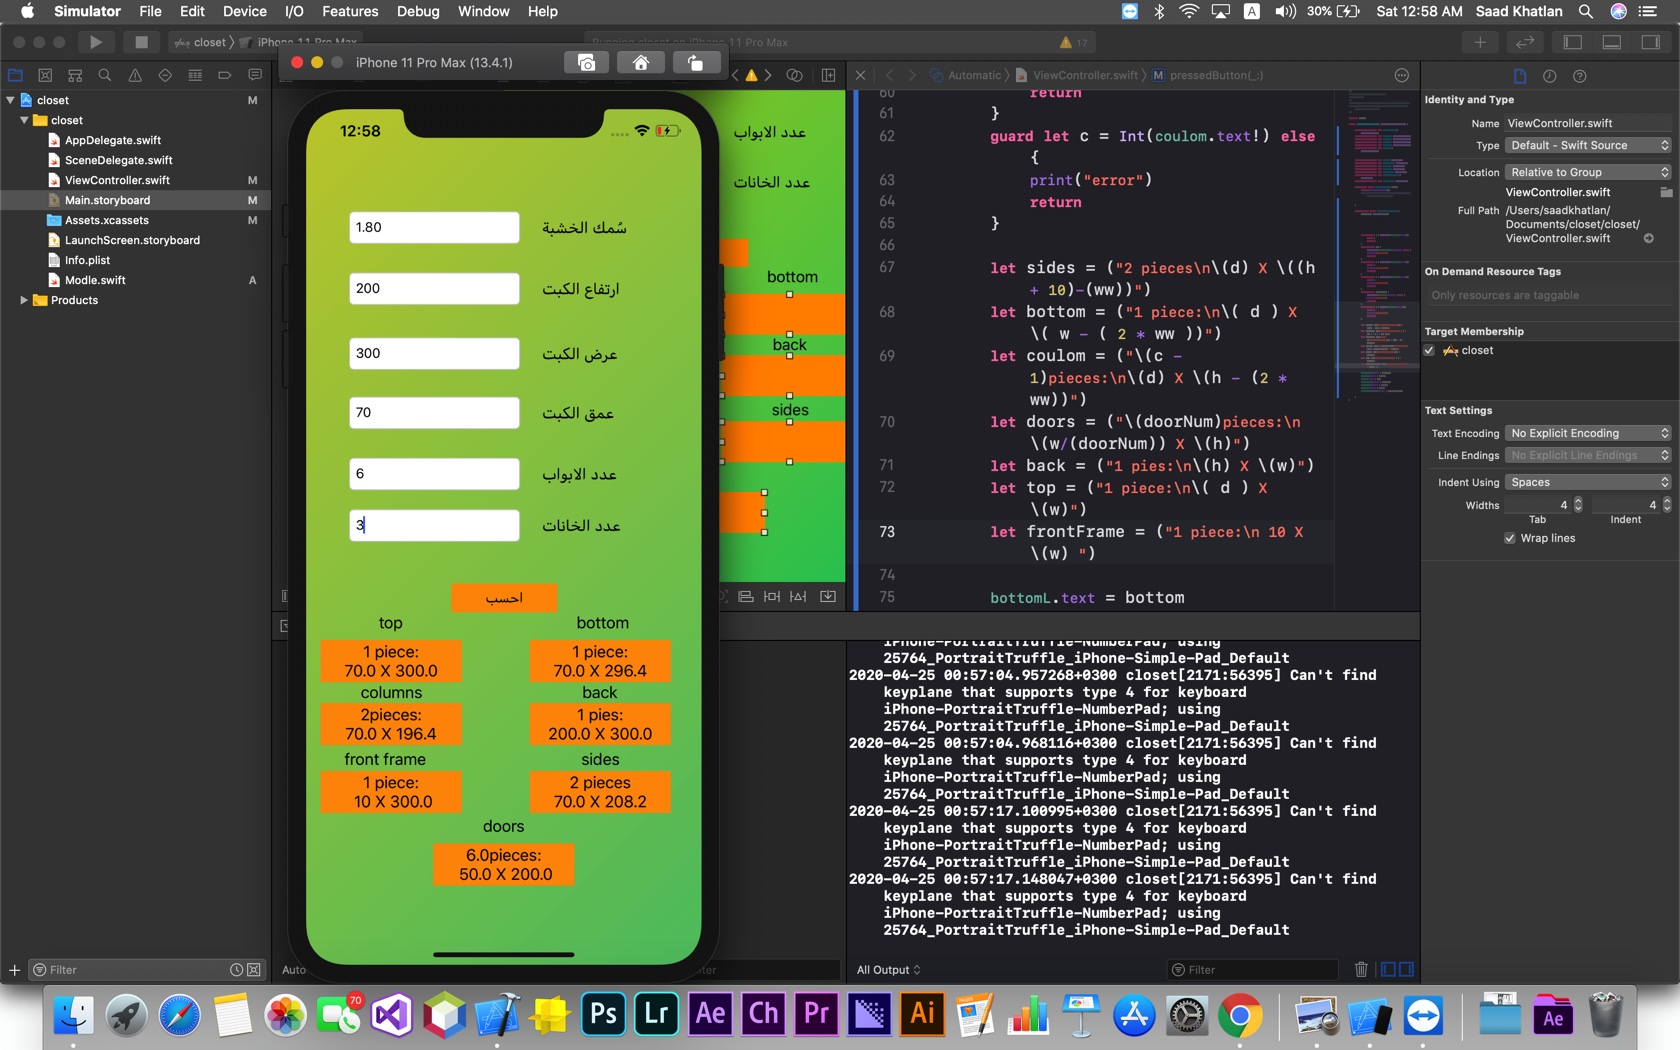 Simulator File Edit Device I/O Features Debug Window Help
A 30% Sat 12:58 AM Saad Khatlan
closet iPhone 11 Pro Max
Running closet on iPhone 11 Pro Max
17
iPhone 11 Pro Max (13.4.1)
Automatic ViewController.swift M pressedButton(_:)
closet M
closet
AppDelegate.swift
SceneDelegate.swift
ViewController.swift M
Main.storyboard M
Assets.xcassets M
LaunchScreen.storyboard
Info.plist
Modle.swift A
Products
Filter
12:58
1.80 سُمك الخشبة
200 ارتفاع الكبت
300 عرض الكبت
70 عمق الكبت
6 عدد الابواب
3 عدد الخانات
احسب
top bottom
1 piece: 1 piece:
70.0 X 300.0 70.0 X 296.4
columns back
2pieces: 1 pies:
70.0 X 196.4 200.0 X 300.0
front frame sides
1 piece: 2 pieces
10 X 300.0 70.0 X 208.2
doors
6.0pieces:
50.0 X 200.0
عدد الابواب
عدد الخانات
bottom
back
sides
Auto
60 return
61 }
62 guard let c = Int(coulom.text!) else
{
63 print("error")
64 return
65 }
66
67 let sides = ("2 pieces\n\(d) X \((h
+ 10)-(ww))")
68 let bottom = ("1 piece:\n\( d ) X
\( w - ( 2 * ww ))")
69 let coulom = ("\(c -
1)pieces:\n\(d) X \(h - (2 *
ww))")
70 let doors = ("\(doorNum)pieces:\n
\(w/(doorNum)) X \(h)")
71 let back = ("1 pies:\n\(h) X \(w)")
72 let top = ("1 piece:\n\( d ) X
\(w)")
73 let frontFrame = ("1 piece:\n 10 X
\(w) ")
74
75 bottomL.text = bottom
iPhone-PortraitTruffle-NumberPad; using
25764_PortraitTruffle_iPhone-Simple-Pad_Default
2020-04-25 00:57:04.957268+0300 closet[2171:56395] Can't find
keyplane that supports type 4 for keyboard
iPhone-PortraitTruffle-NumberPad; using
25764_PortraitTruffle_iPhone-Simple-Pad_Default
2020-04-25 00:57:04.968116+0300 closet[2171:56395] Can't find
keyplane that supports type 4 for keyboard
iPhone-PortraitTruffle-NumberPad; using
25764_PortraitTruffle_iPhone-Simple-Pad_Default
2020-04-25 00:57:17.100995+0300 closet[2171:56395] Can't find
keyplane that supports type 4 for keyboard
iPhone-PortraitTruffle-NumberPad; using
25764_PortraitTruffle_iPhone-Simple-Pad_Default
2020-04-25 00:57:17.148047+0300 closet[2171:56395] Can't find
keyplane that supports type 4 for keyboard
iPhone-PortraitTruffle-NumberPad; using
25764_PortraitTruffle_iPhone-Simple-Pad_Default
All Output Filter
Identity and Type
Name ViewController.swift
Type Default - Swift Source
Location Relative to Group
ViewController.swift
Full Path /Users/saadkhatlan/
Documents/closet/closet/
ViewController.swift
On Demand Resource Tags
Only resources are taggable
Target Membership
closet
Text Settings
Text Encoding No Explicit Encoding
Line Endings No Explicit Line Endings
Indent Using Spaces
Widths 4 4
Tab Indent
Wrap lines
70
Ps Lr Ae Ch Pr Ai Ae